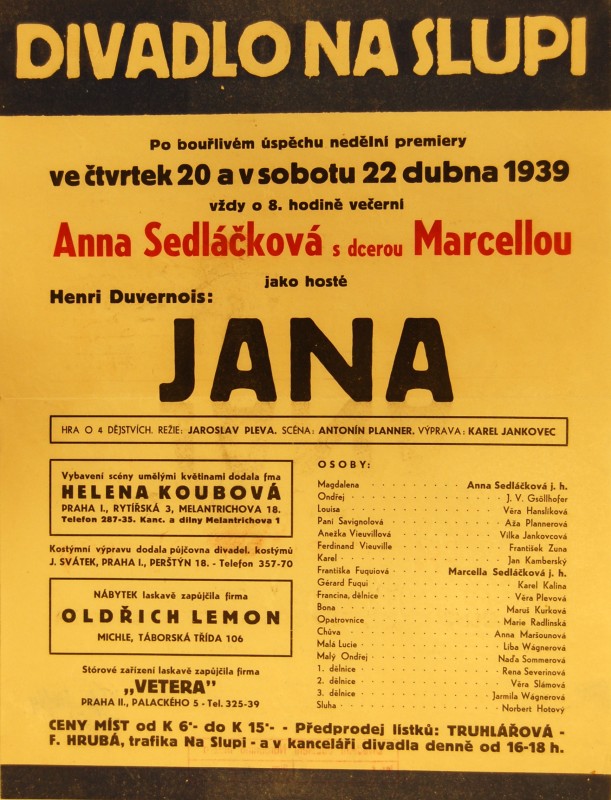 DIVADLO NA SLUPI
Po bouřlivém úspěchu nedělní premiery
ve čtvrtek 20 a v sobotu 22 dubna 1939
vždy o 8. hodině večerní
Anna Sedláčková s dcerou Marcellou
jako hosté
Henri Duvernois:
JANA
HRA O 4 DĚJSTVÍCH. REŽIE: JAROSLAV PLEVA. SCÉNA: ANTONÍN PLANNER. VÝPRAVA: KAREL JANKOVEC
Vybavení scény umělými květinami dodala fma
HELENA KOUBOVÁ
PRAHA I., RYTÍŘSKÁ 3, MELANTRICHOVA 18.
Telefon 287-35. Kanc. a dílny Melantrichova 1
Kostýmní výpravu dodala půjčovna divadel. kostýmů
J. SVÁTEK, PRAHA I., PERŠTÝN 18. - Telefon 357-70
NÁBYTEK laskavě zapůjčila firma
OLDŘICH LEMON
MICHLE, TÁBORSKÁ TŘÍDA 106
Stórové zařízení laskavě zapůjčila firma
„VETERA"
PRAHA II., PALACKÉHO 5 - Tel. 325-39
OSOBY:
Magdalena Anna Sedláčková j. h.
Ondřej J. V. Gsöllhofer
Louisa Věra Hanslíková
Paní Savignolová Aža Plannerová
Anežka Vieuvillová Vilka Jankovcová
Ferdinand Vieuville František Zuna
Karel Jan Kamberský
Františka Fuquiová Marcella Sedláčková j. h.
Gérard Fuqui Karel Kalina
Francina, dělnice Věra Plevová
Bona Maruš Kurková
Opatrovnice Marie Radlinská
Chůva Anna Maršounová
Malá Lucie Liba Wágnerová
Malý Ondřej Naďa Sommerová
1. dělnice Rena Severinová
2. dělnice Věra Slámová
3. dělnice Jarmila Wágnerová
Sluha Norbert Hotový
CENY MÍST od K 6·- do K 15·- - Předprodej lístků: TRUHLÁŘOVÁ -
F. HRUBÁ, trafika Na Slupi - a v kanceláři divadla denně od 16-18 h.